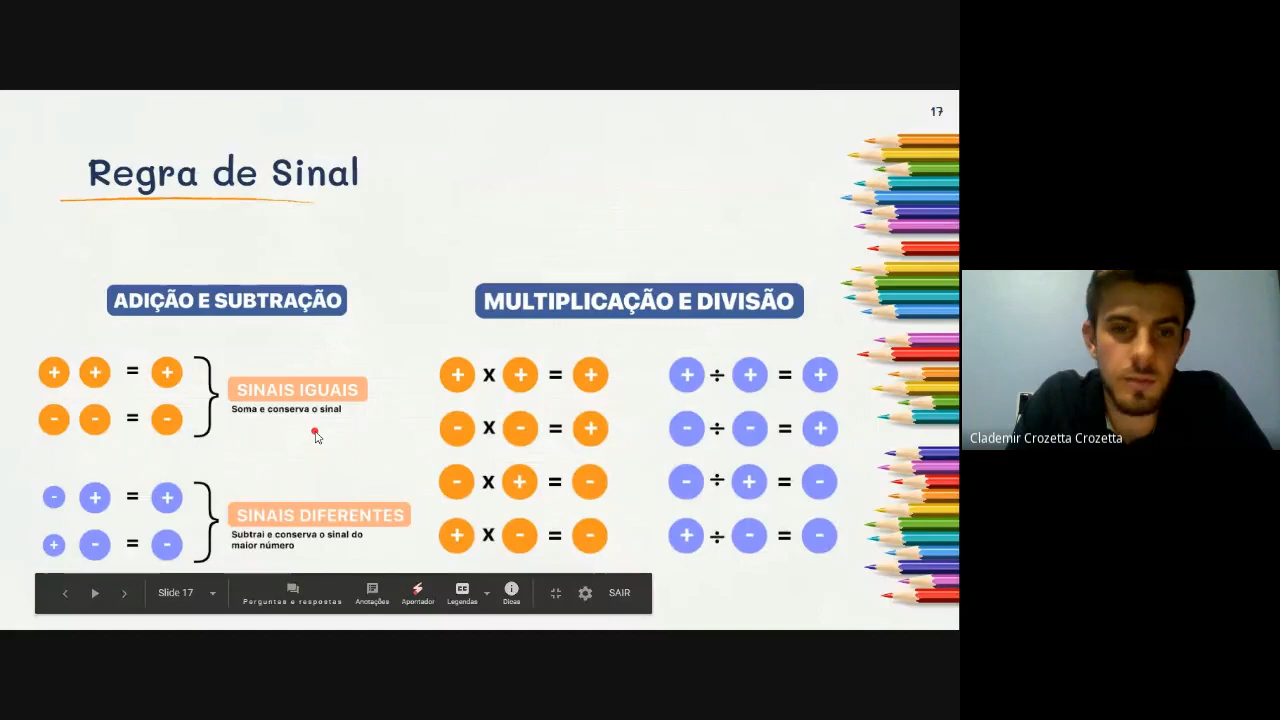 17
Regra de Sinal
ADIÇÃO E SUBTRAÇÃO
+ + = +
- - = -
SINAIS IGUAIS
Soma e conserva o sinal
- + = +
+ - = -
SINAIS DIFERENTES
Subtrai e conserva o sinal do
maior número
MULTIPLICAÇÃO E DIVISÃO
+ x + = +
- x - = +
- x + = -
+ x - = -
+ ÷ + = +
- ÷ - = +
- ÷ + = -
+ ÷ - = -
Slide 17
Perguntas e respostas
Anotações
Apontador
CC
Legendas
Dicas
SAIR
Clademir Crozetta Crozetta